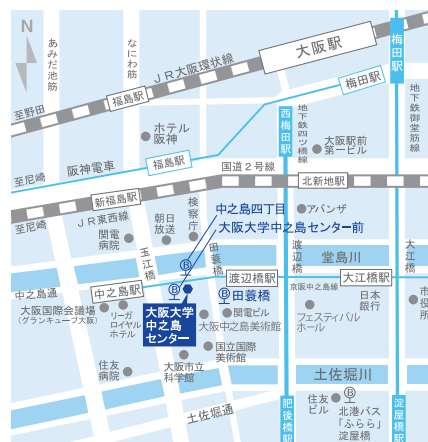 N
あみだ池筋
なにわ筋
大阪駅
梅田駅
JR大阪環状線
梅田駅
福島駅
至野田
地下鉄御堂筋線
地下鉄四ツ橋線
西梅田駅
ホテル
阪神
大阪駅前
第一ビル
福島駅
阪神電車
国道2号線
至尼崎
新福島駅
北新地駅
検察庁
中之島四丁目
アバンザ
朝日
放送
JR東西線
至尼崎
大阪大学中之島センター前
関電
病院
玉江橋
田蓑橋
渡辺橋
堂島川
大江橋
渡辺橋駅
大江橋駅
中之島通
中之島駅
田蓑橋
京阪中之島線
日本
銀行
市役所
大阪国際会議場
(グランキューブ大阪)
リーガ
ロイヤル
ホテル
大阪大学
中之島
センター
関電ビル
大阪中之島美術館
フェスティバル
ホール
国立国際
美術館
大阪市立
科学館
住友
病院
土佐堀川
土佐堀通
肥後橋駅
住友
ビル
北港バス
「ふらら」
淀屋橋
淀屋橋駅